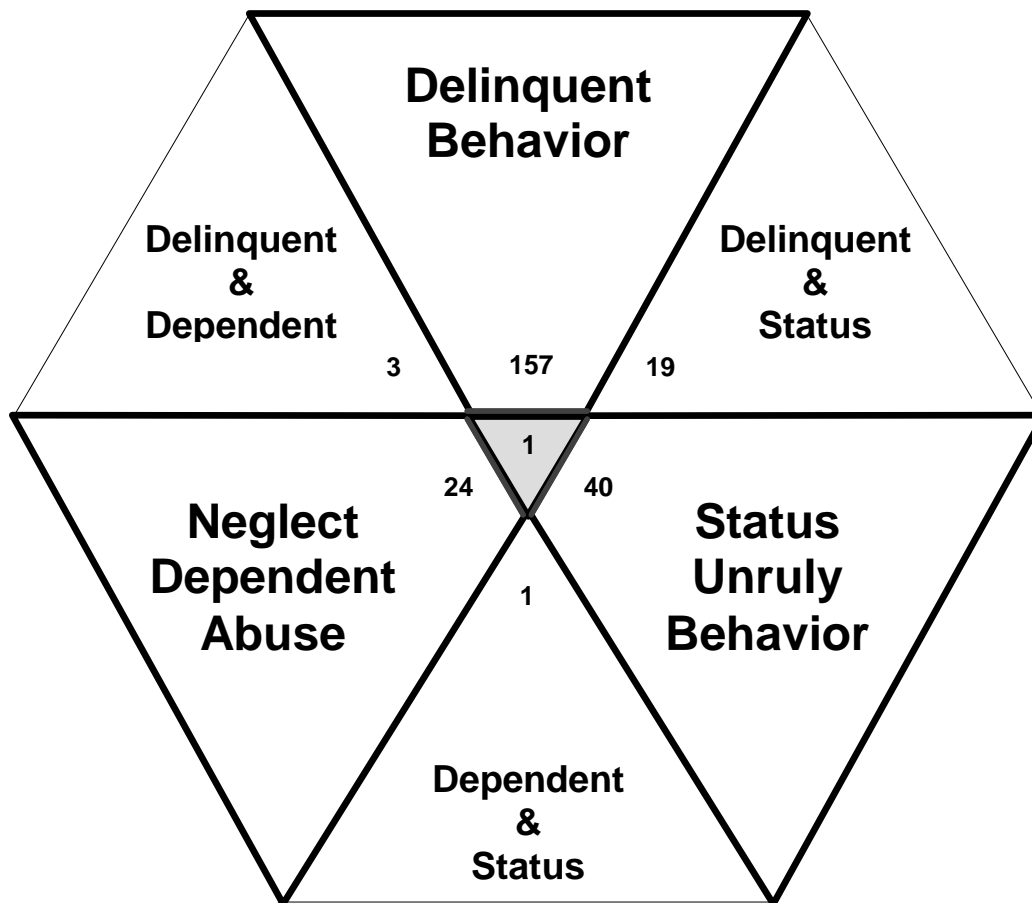 Delinquent
Behavior
Delinquent
&
Dependent
Delinquent
&
Status
3
157
19
1
24
40
Neglect
Dependent
Abuse
Status
Unruly
Behavior
1
Dependent
&
Status